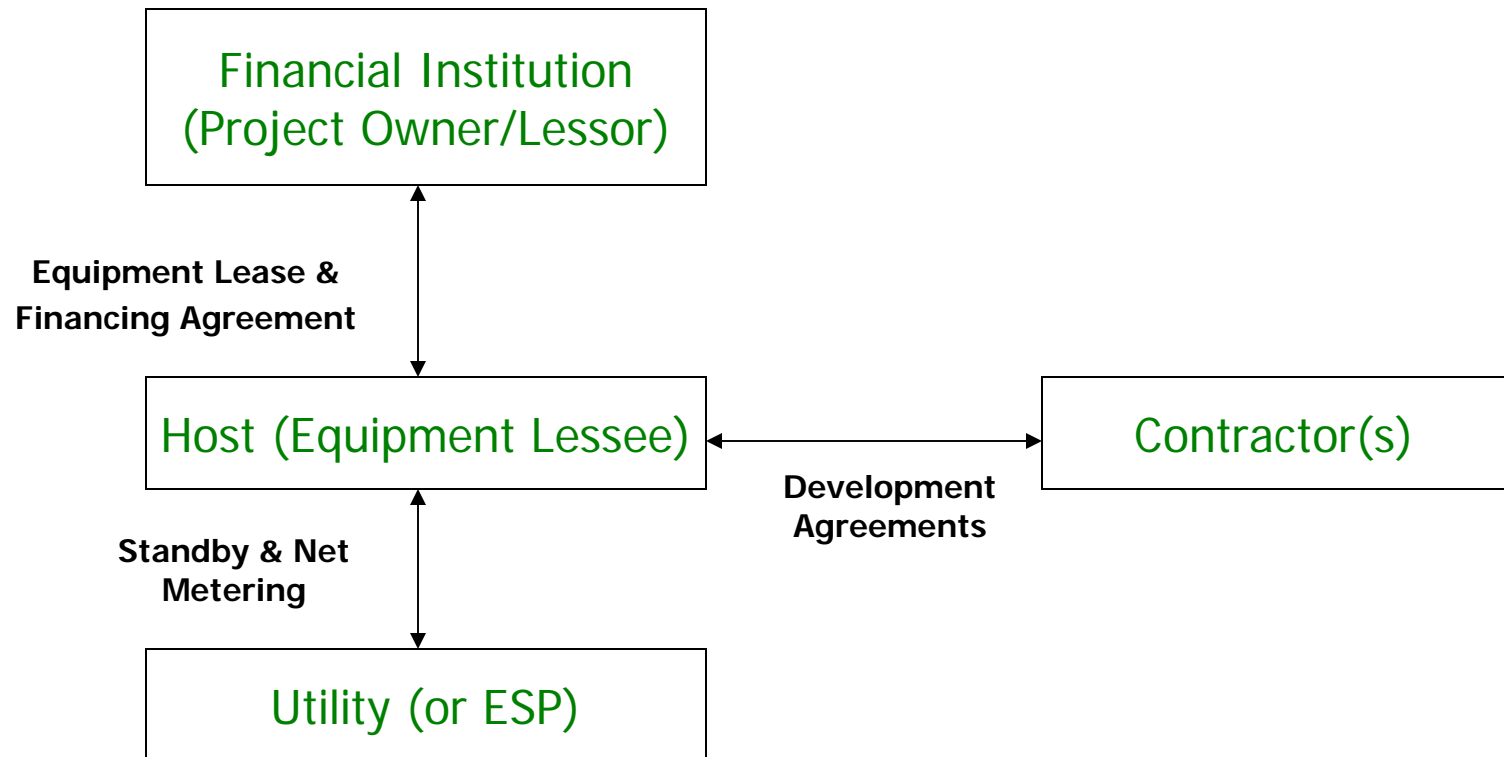 Financial Institution
(Project Owner/Lessor)
Equipment Lease &
Financing Agreement
Host (Equipment Lessee)
Contractor(s)
Development
Agreements
Standby & Net
Metering
Utility (or ESP)